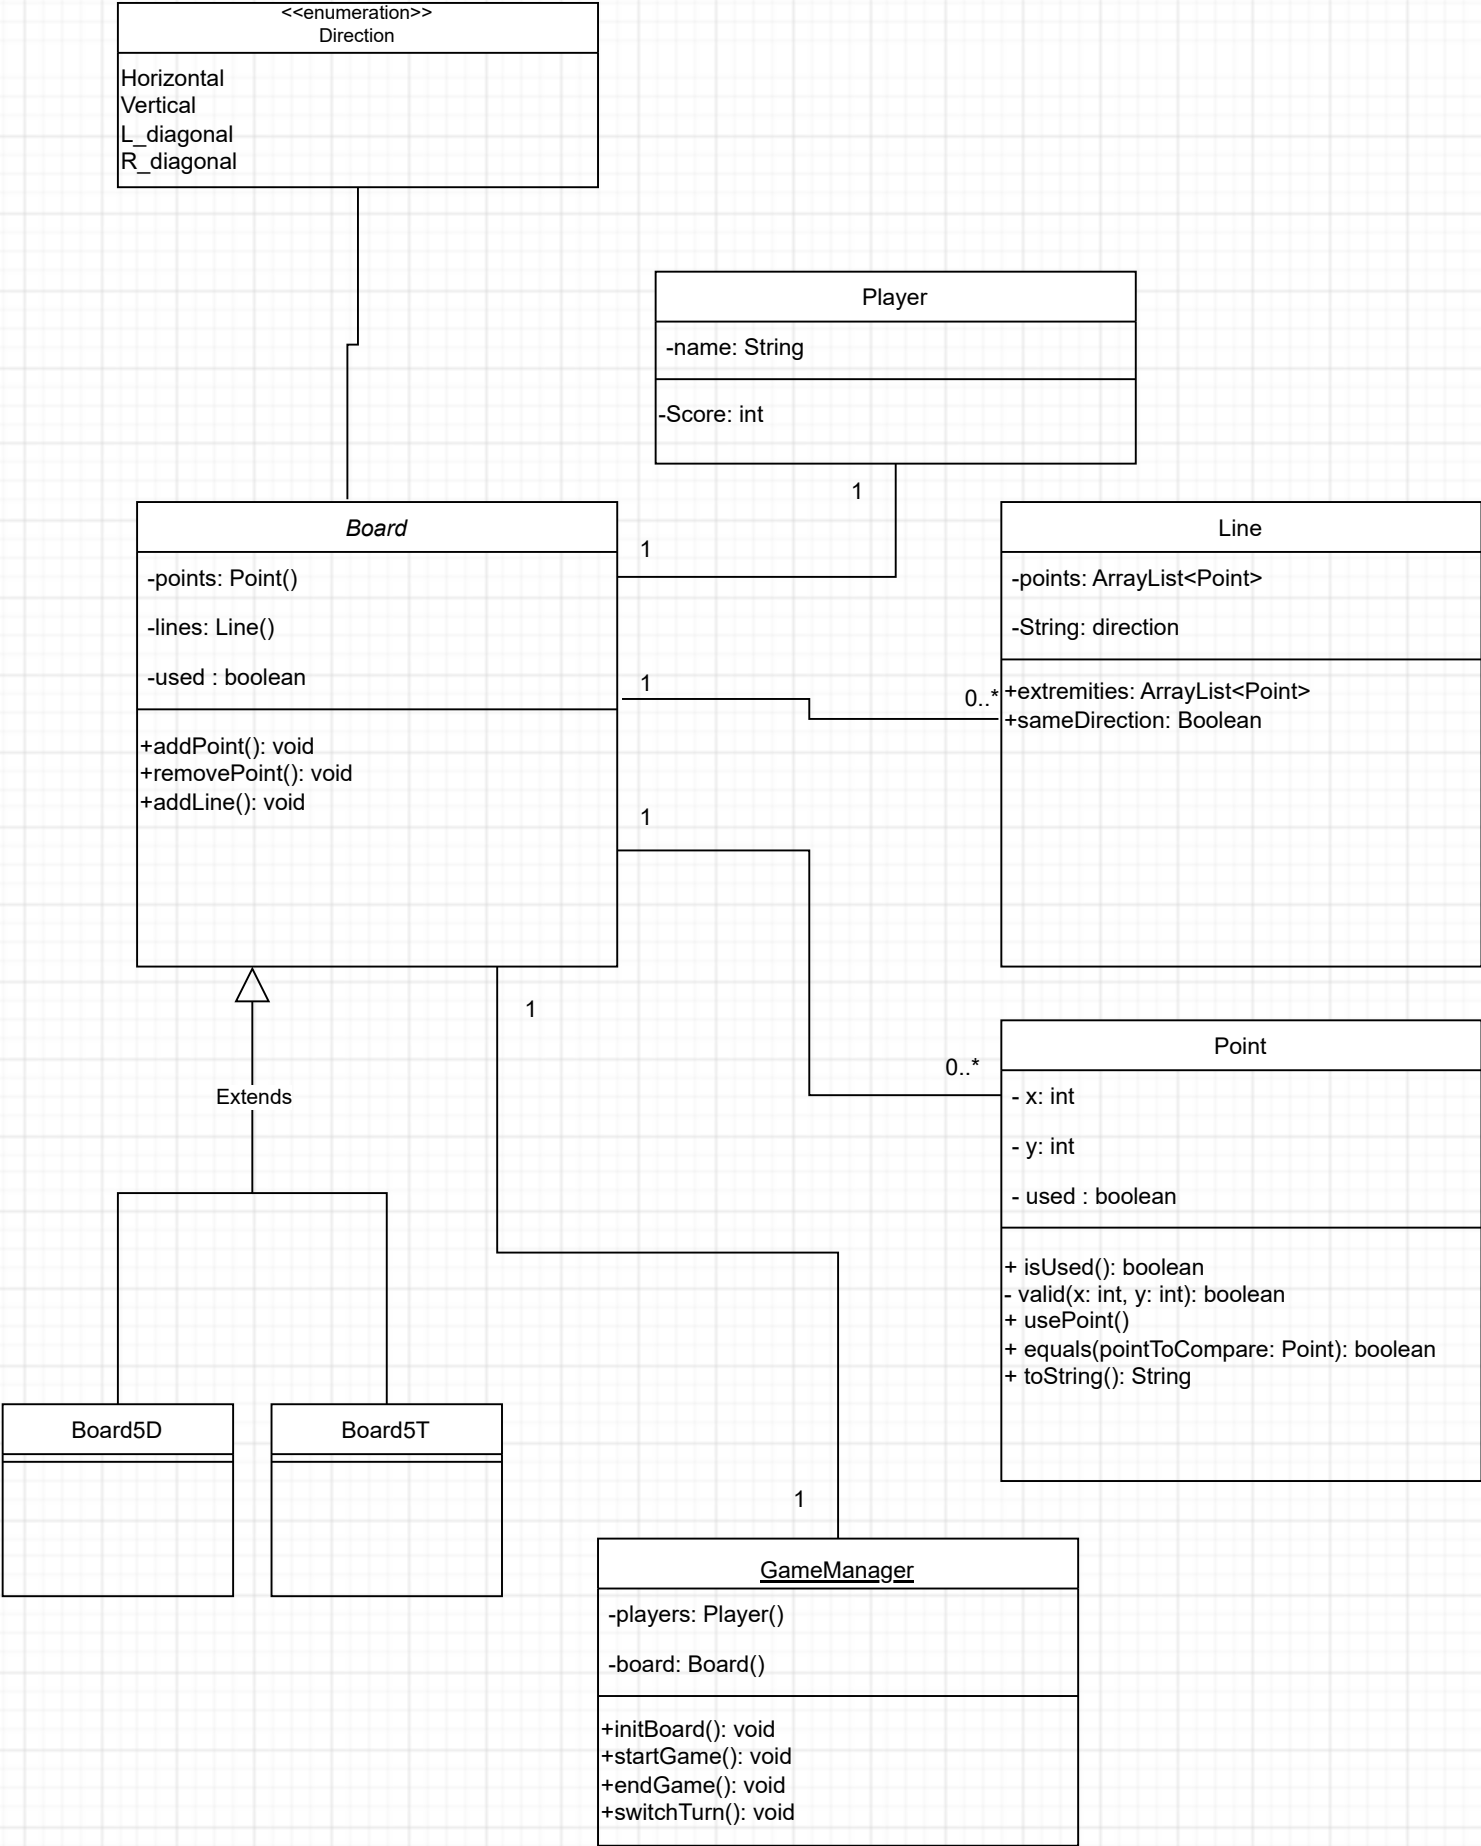 <<enumeration>>
Direction
Horizontal
Vertical
L_diagonal
R_diagonal
Player
-name: String
-Score: int
1
Board
-points: Point()
-lines: Line()
-used : boolean
+addPoint(): void
+removePoint(): void
+addLine(): void
1
1
0..*
1
Line
-points: ArrayList<Point>
-String: direction
+extremities: ArrayList<Point>
+sameDirection: Boolean
1
0..*
Extends
Point
- x: int
- y: int
- used : boolean
+ isUsed(): boolean
- valid(x: int, y: int): boolean
+ usePoint()
+ equals(pointToCompare: Point): boolean
+ toString(): String
Board5D
Board5T
1
GameManager
-players: Player()
-board: Board()
+initBoard(): void
+startGame(): void
+endGame(): void
+switchTurn(): void